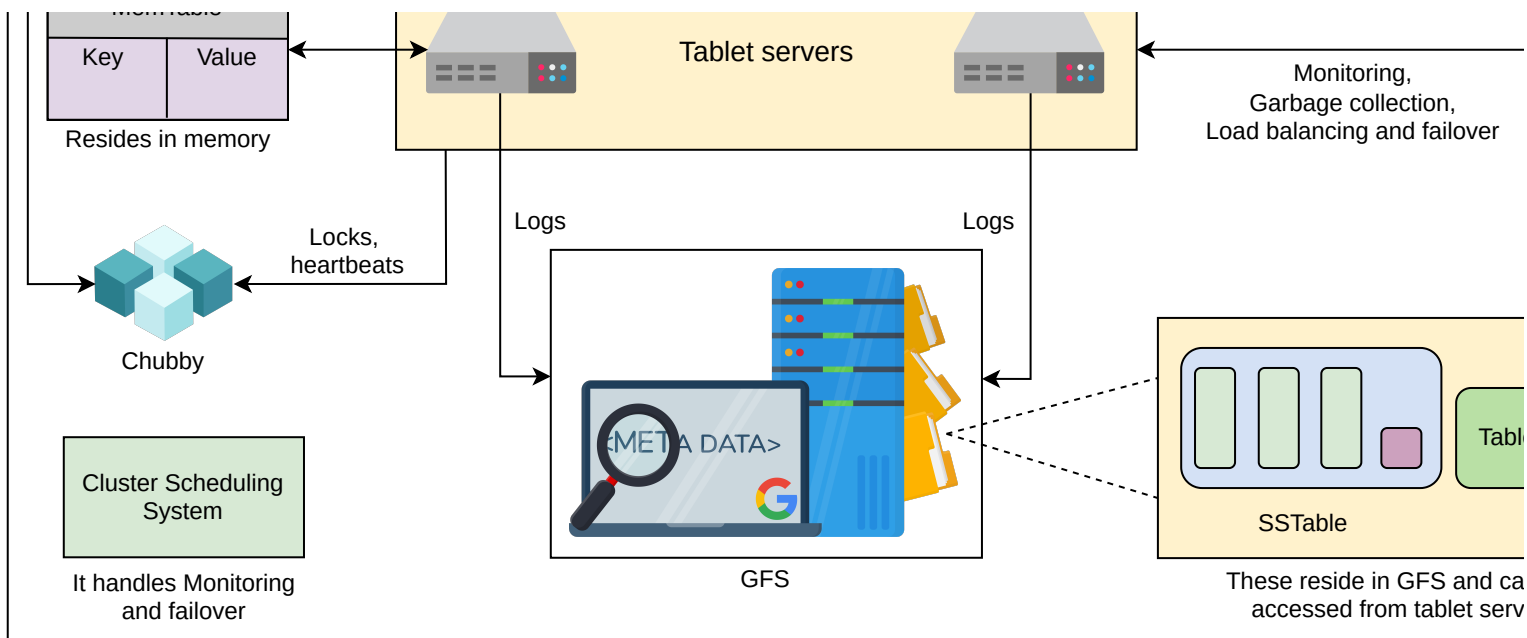 Key
Value
Resides in memory
Tablet servers
Monitoring,
Garbage collection,
Load balancing and failover
Logs
Logs
Locks,
heartbeats
Chubby
<META DATA>
Cluster Scheduling
System
It handles Monitoring
and failover
GFS
SSTable
These reside in GFS and
accessed from tablet